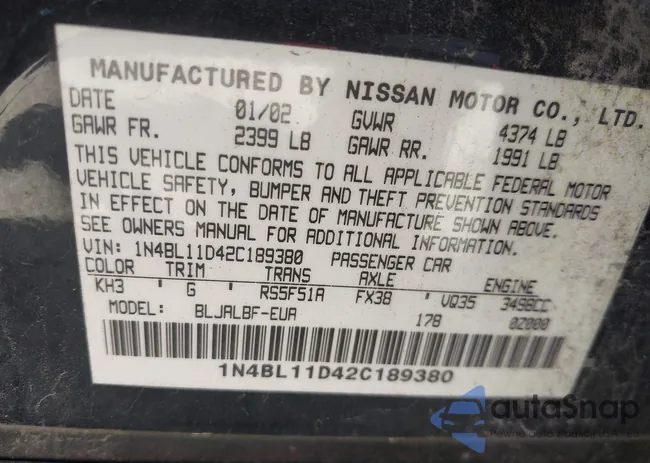 MANUFACTURED BY NISSAN MOTOR CO., LTD.
DATE 01/02 GVWR 4374 LB
GAWR FR. 2399 LB GAWR RR. 1991 LB
THIS VEHICLE CONFORMS TO ALL APPLICABLE FEDERAL MOTOR
VEHICLE SAFETY, BUMPER AND THEFT PREVENTION STANDARDS
IN EFFECT ON THE DATE OF MANUFACTURE SHOWN ABOVE.
SEE OWNERS MANUAL FOR ADDITIONAL INFORMATION.
VIN: 1N4BL11D42C189380 PASSENGER CAR
COLOR TRIM TRANS AXLE ENGINE
KH3 ' G ' RS5F51A FX38 ' VQ35 3498CC
MODEL: BLJALBF-EUA 178 02000
1N4BL11D42C189380
autoSnap